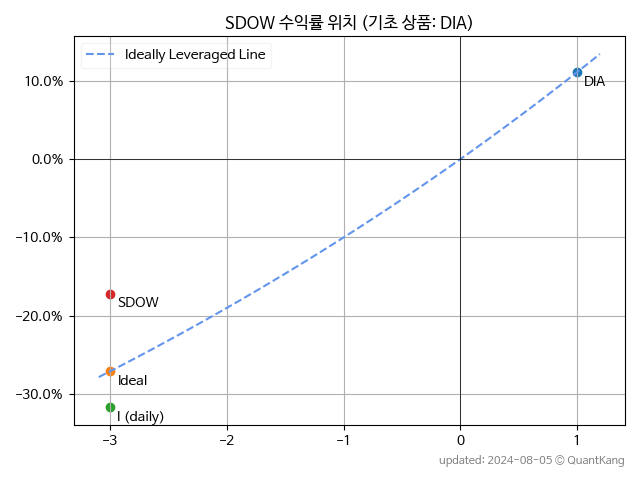 SDOW 수익률 위치 (기초 상품: DIA)
Ideally Leveraged Line
10.0%
DIA
0.0%
-10.0%
-20.0%
SDOW
-30.0%
Ideal
I (daily)
-3 -2 -1 0 1
updated: 2024-08-05 © QuantKang